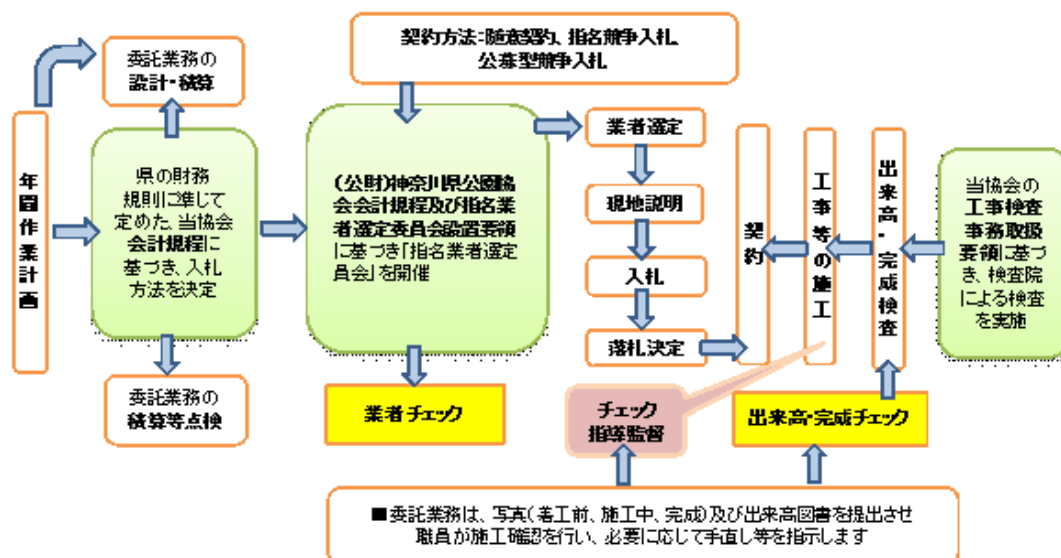 契約方法:随意契約、指名競争入札
公募型競争入札
委託業務の
設計・積算
年間作業計画
県の財務
規則に準じて
定めた、当協会
会計規程に
基づき、入札
方法を決定
委託業務の
積算等点検
(公財)神奈川県公園協
会会計規程及び指名業
者選定委員会設置要領
に基づき「指名業者選定
員会」を開催
業者チェック
業者選定
現地説明
入札
落札決定
契約
工事等の施工
出来高・完成検査
当協会の
工事検査
事務取扱
要領に基づ
き、検査院
による検査
を実施
チェック
指導監督
出来高・完成チェック
■委託業務は、写真(着工前、施工中、完成)及び出来高図書を提出させ
職員が施工確認を行い、必要に応じて手直し等を指示します